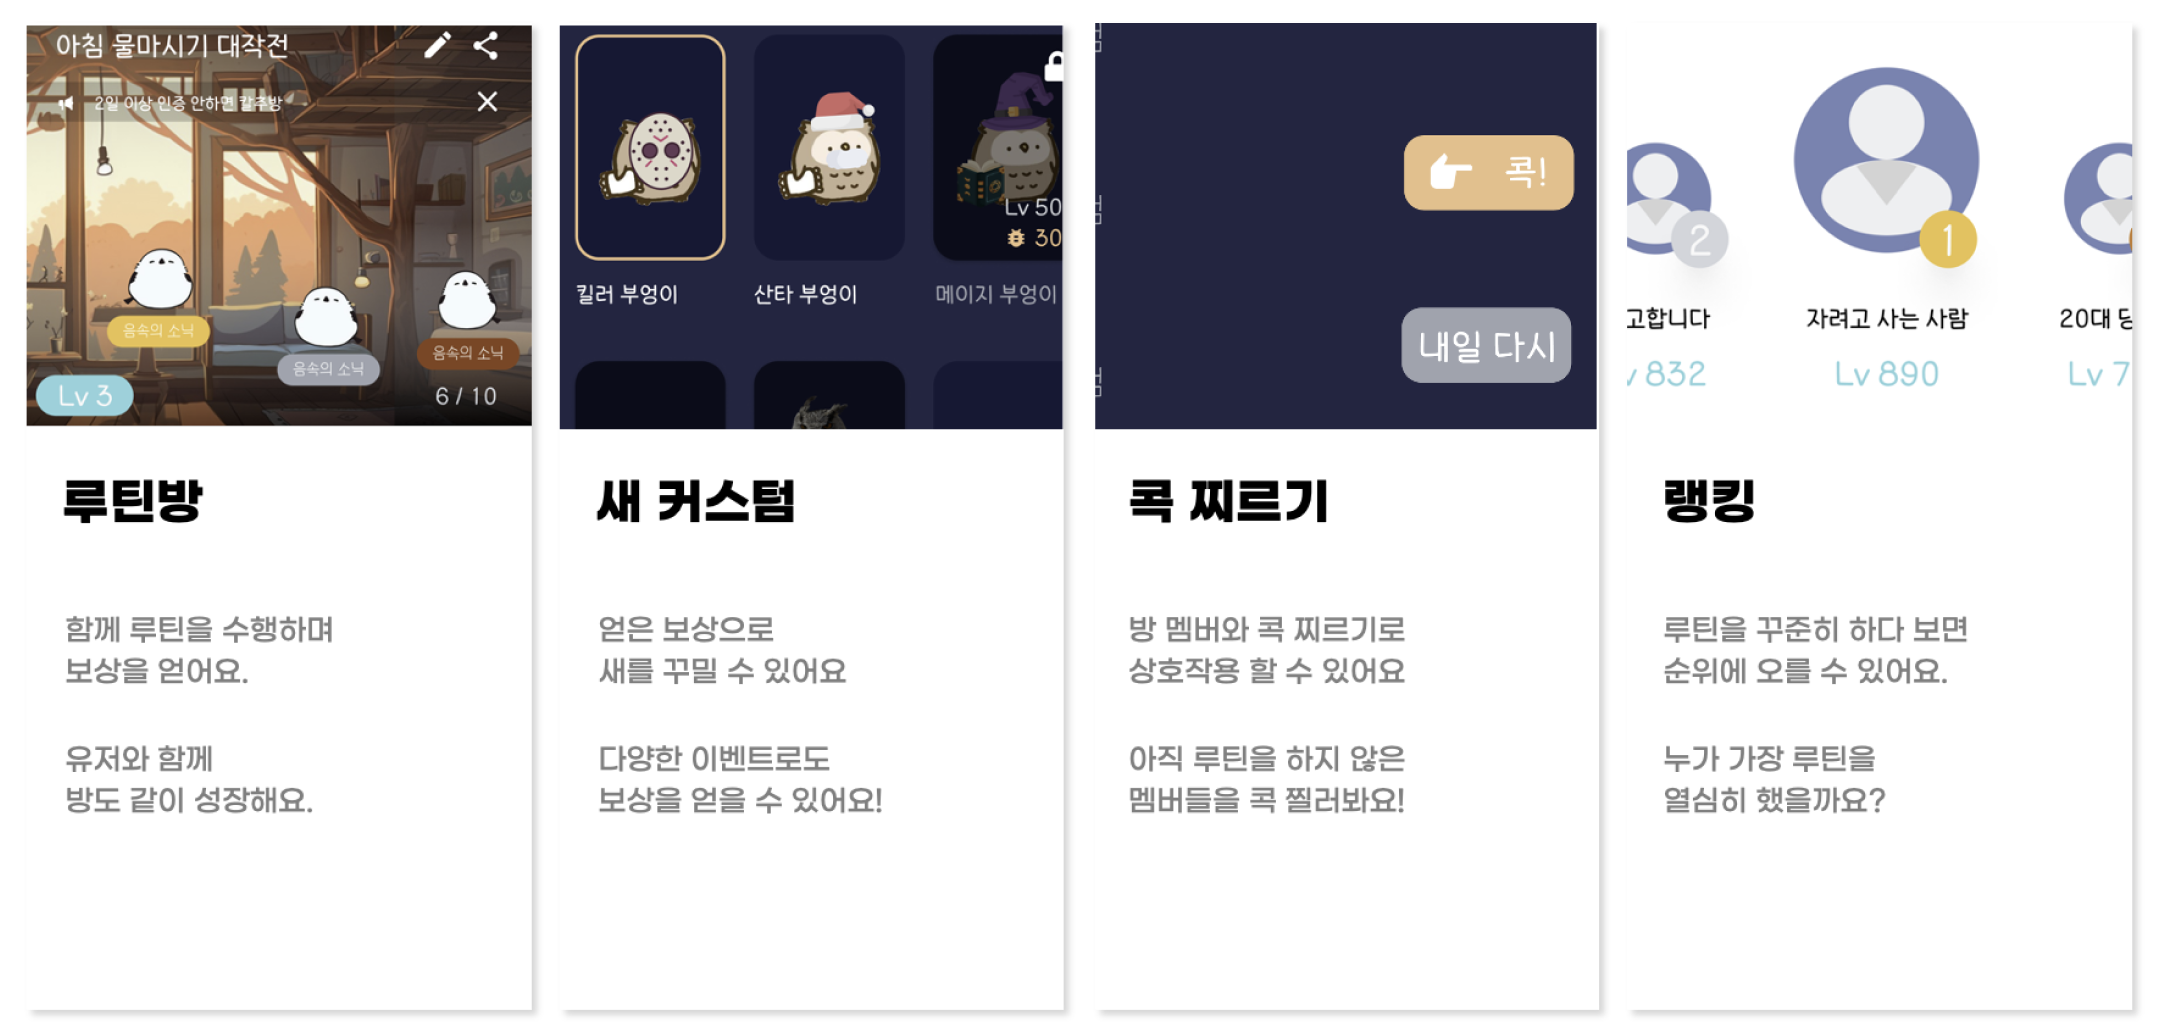 아침 물마시기 대작전
2일 이상 인증 안하면 칼추방
음속의 소닉
음속의 소닉
음속의 소닉
Lv 3
6 / 10
루틴방
함께 루틴을 수행하며
보상을 얻어요.
유저와 함께
방도 같이 성장해요.
Lv 50
30
킬러 부엉이
산타 부엉이
메이지 부엉이
새 커스텀
얻은 보상으로
새를 꾸밀 수 있어요
다양한 이벤트로도
보상을 얻을 수 있어요!
콕!
내일 다시
콕 찌르기
방 멤버와 콕 찌르기로
상호작용 할 수 있어요
아직 루틴을 하지 않은
멤버들을 콕 찔러봐요!
2
1
고합니다
자려고 사는 사람
20대
832
Lv 890
Lv 7
랭킹
루틴을 꾸준히 하다 보면
순위에 오를 수 있어요.
누가 가장 루틴을
열심히 했을까요?